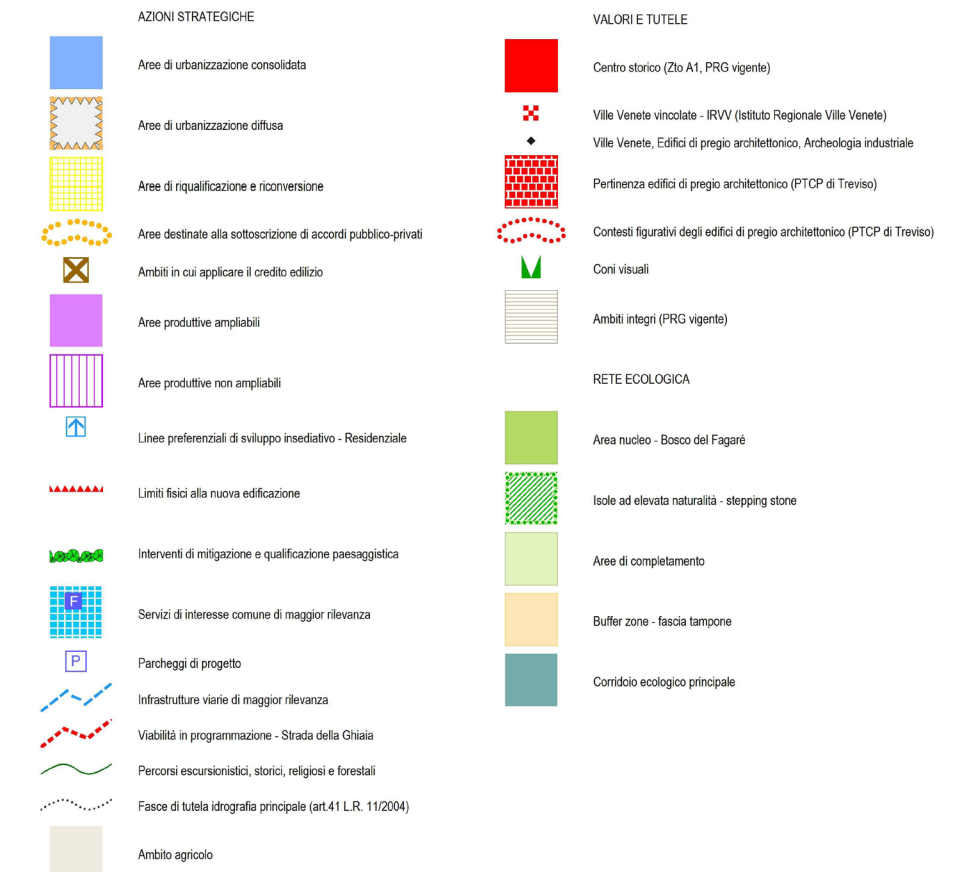 AZIONI STRATEGICHE
Aree di urbanizzazione consolidata
Aree di urbanizzazione diffusa
Aree di riqualificazione e riconversione
Aree destinate alla sottoscrizione di accordi pubblico-privati
Ambiti in cui applicare il credito edilizio
Aree produttive ampliabili
Aree produttive non ampliabili
Linee preferenziali di sviluppo insediativo - Residenziale
Limiti fisici alla nuova edificazione
Interventi di mitigazione e qualificazione paesaggistica
F
Servizi di interesse comune di maggior rilevanza
P
Parcheggi di progetto
Infrastrutture viarie di maggior rilevanza
Viabilità in programmazione - Strada della Ghiaia
Percorsi escursionistici, storici, religiosi e forestali
Fasce di tutela idrografia principale (art.41 L.R. 11/2004)
Ambito agricolo
VALORI E TUTELE
Centro storico (Zto A1, PRG vigente)
Ville Venete vincolate - IRVV (Istituto Regionale Ville Venete)
Ville Venete, Edifici di pregio architettonico, Archeologia industriale
Pertinenza edifici di pregio architettonico (PTCP di Treviso)
Contesti figurativi degli edifici di pregio architettonico (PTCP di Treviso)
Coni visuali
Ambiti integri (PRG vigente)
RETE ECOLOGICA
Area nucleo - Bosco del Fagaré
Isole ad elevata naturalità - stepping stone
Aree di completamento
Buffer zone - fascia tampone
Corridoio ecologico principale